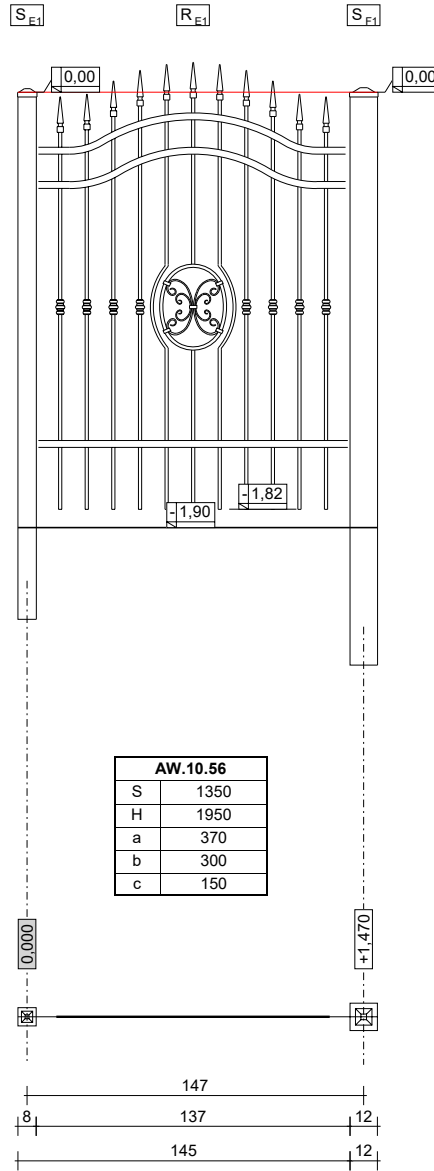 S E1
R E1
S F1
0,00
0,00
- 1,82
- 1,90
AW.10.56
S 1350
H 1950
a 370
b 300
c 150
0,000
+1,470
147
8 137 12
145 12